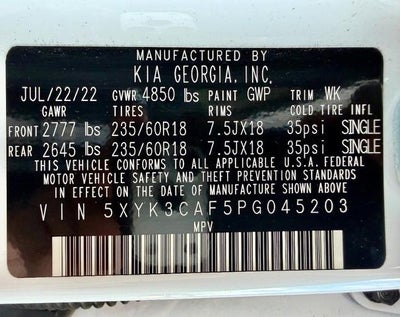 MANUFACTURED BY
KIA GEORGIA, INC.
JUL/22/22 GVWR 4850 lbs PAINT GWP TRIM WK
GAWR TIRES RIMS COLD TIRE INFL
FRONT 2777 lbs 235/60R18 7.5JX18 35psi SINGLE
REAR 2645 lbs 235/60R18 7.5JX18 35psi SINGLE
THIS VEHICLE CONFORMS TO ALL APPLICABLE U.S.A. FEDERAL
MOTOR VEHICLE SAFETY AND THEFT PREVENTION STANDARDS
IN EFFECT ON THE DATE OF MANUFACTURE SHOWN ABOVE
VIN 5XYK3CAF5PG045203
MPV